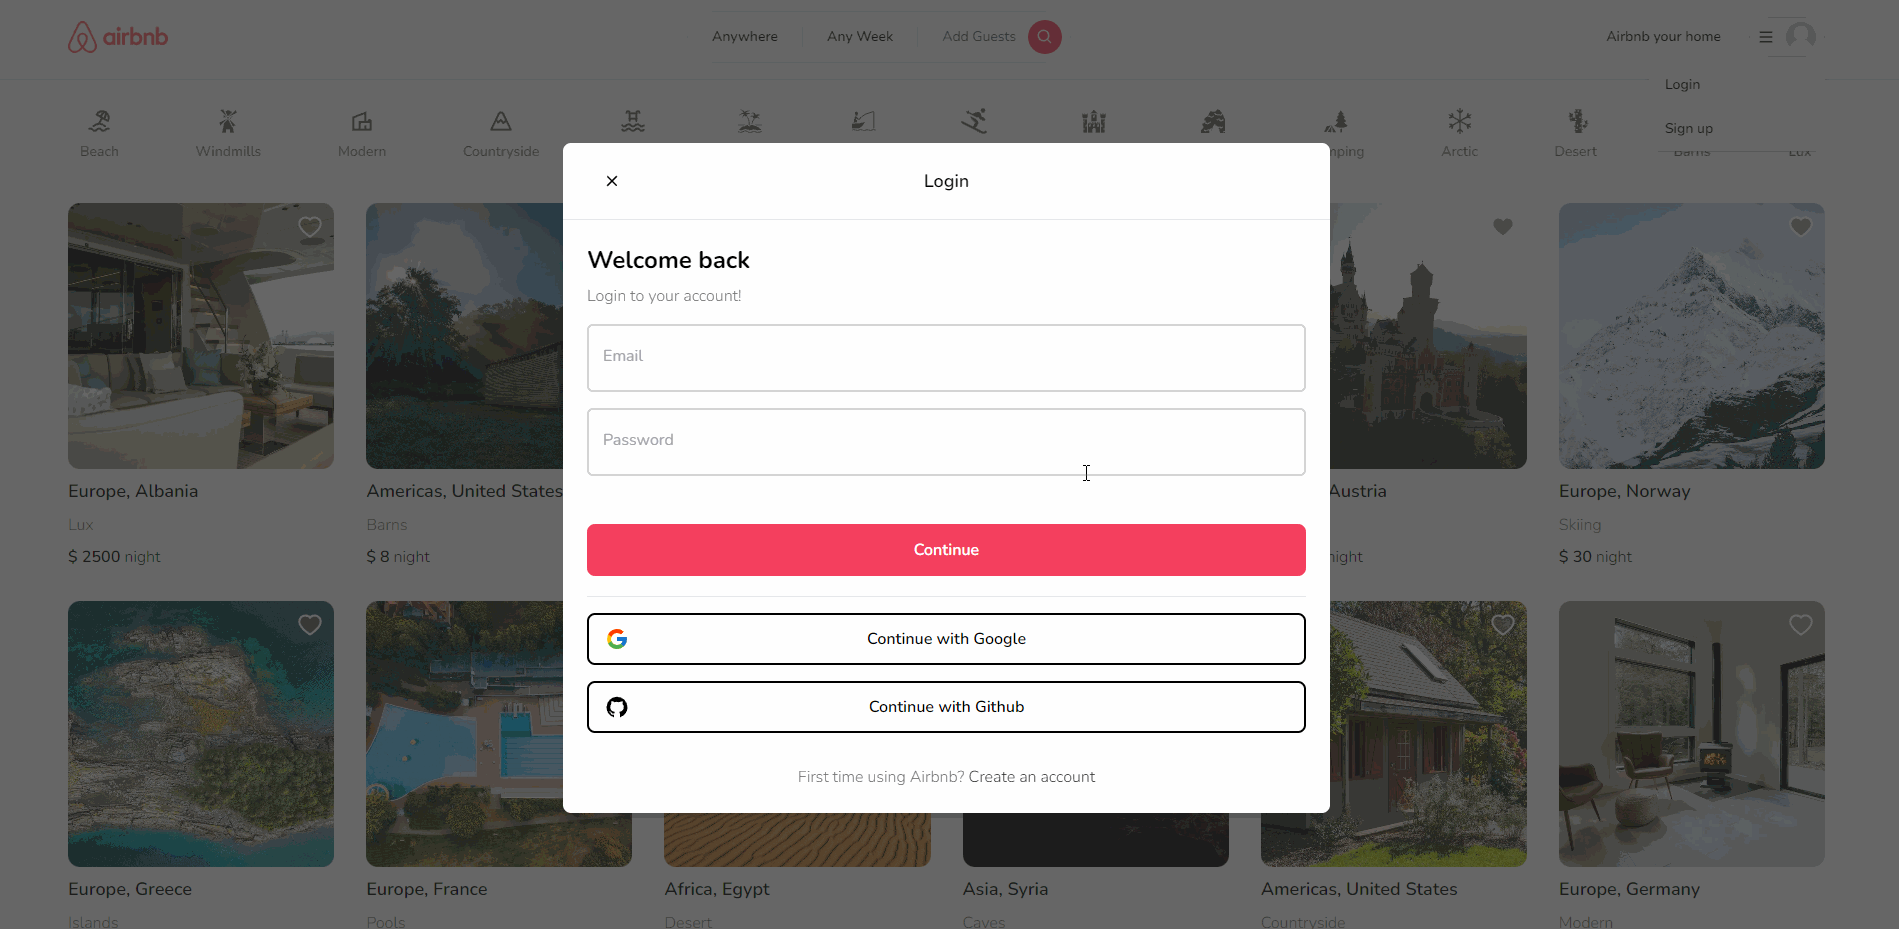 airbnb
Anywhere
Any Week
Add Guests
Airbnb your home
Login
Sign up
Beach
Windmills
Modern
Countryside
Arctic
Desert
Barns
Lux
Login
Welcome back
Login to your account!
Email
Password
Continue
Continue with Google
Continue with Github
First time using Airbnb? Create an account
Europe, Albania
Lux
$ 2500 night
Americas, United States
Barns
$ 8 night
Austria
night
Europe, Norway
Skiing
$ 30 night
Europe, Greece
Islands
Europe, France
Pools
Africa, Egypt
Desert
Asia, Syria
Caves
Americas, United States
Countryside
Europe, Germany
Modern